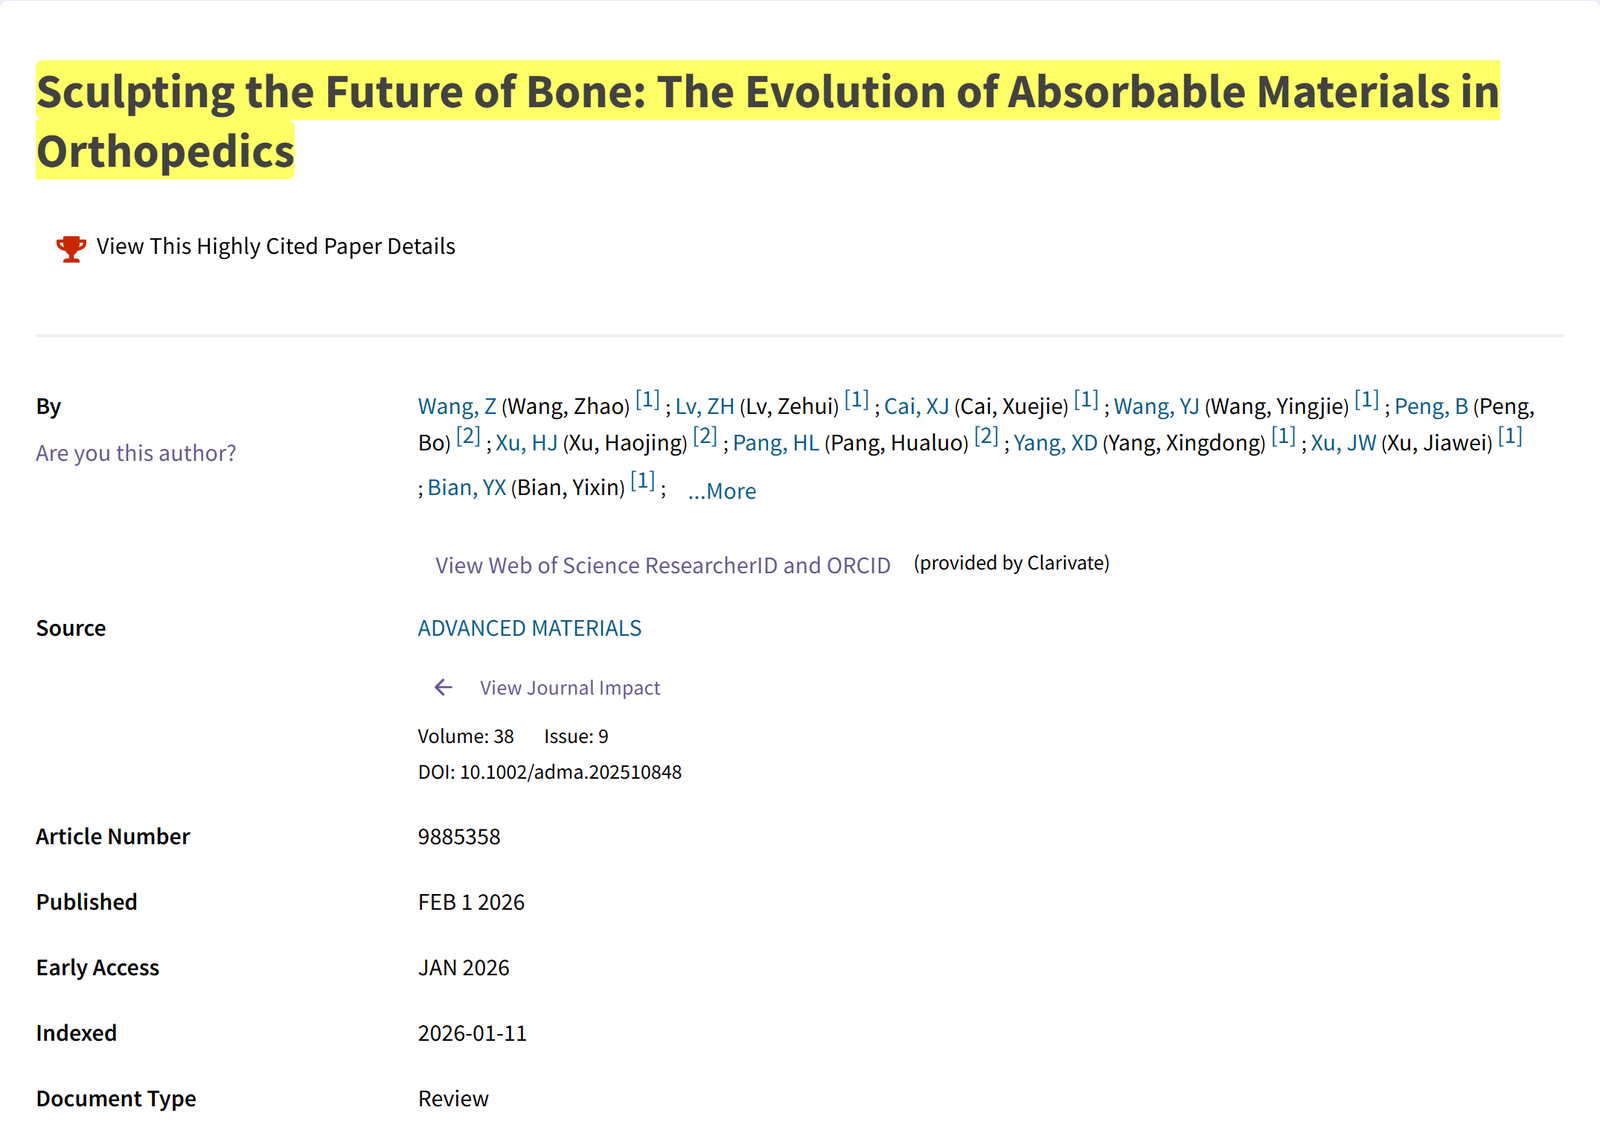 Sculpting the Future of Bone: The Evolution of Absorbable Materials in
Orthopedics
View This Highly Cited Paper Details
By
Are you this author?
Wang, Z (Wang, Zhao) [1] ; Lv, ZH (Lv, Zehui) [1] ; Cai, XJ (Cai, Xuejie) [1] ; Wang, YJ (Wang, Yingjie) [1] ; Peng, B (Peng,
Bo) [2] ; Xu, HJ (Xu, Haojing) [2] ; Pang, HL (Pang, Hualuo) [2] ; Yang, XD (Yang, Xingdong) [1] ; Xu, JW (Xu, Jiawei) [1]
; Bian, YX (Bian, Yixin) [1] ; ...More
View Web of Science ResearcherID and ORCID (provided by Clarivate)
Source
ADVANCED MATERIALS
← View Journal Impact
Volume: 38 Issue: 9
DOI: 10.1002/adma.202510848
Article Number
9885358
Published
FEB 1 2026
Early Access
JAN 2026
Indexed
2026-01-11
Document Type
Review